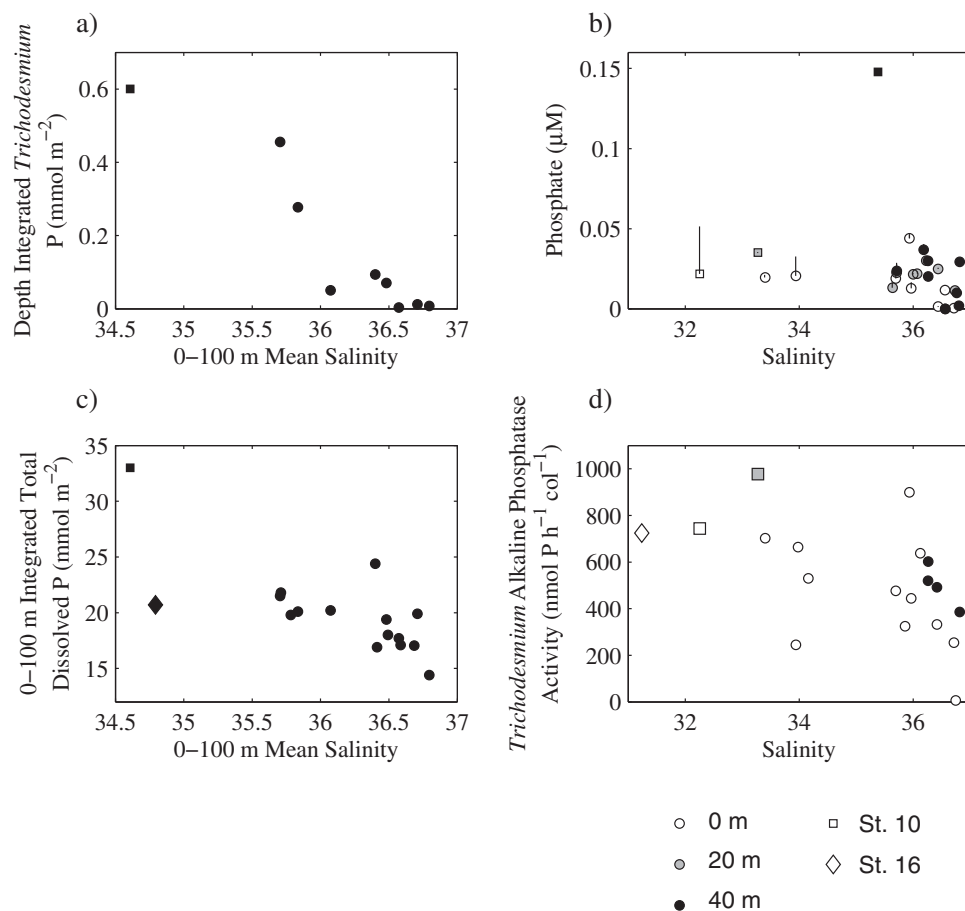 a)
Depth Integrated Trichodesmium
P (mmol m⁻²)
0.6
0.4
0.2
0
34.5 35 35.5 36 36.5 37
0–100 m Mean Salinity
b)
Phosphate (μM)
0.15
0.1
0.05
0
32 34 36
Salinity
c)
0–100 m Integrated Total
Dissolved P (mmol m⁻²)
35
33
25
20
15
34.5 35 35.5 36 36.5 37
0–100 m Mean Salinity
d)
Trichodesmium Alkaline Phosphatase
Activity (nmol P h⁻¹ col⁻¹)
1000
800
600
400
200
0
32 34 36
Salinity
0 m
20 m
40 m
St. 10
St. 16